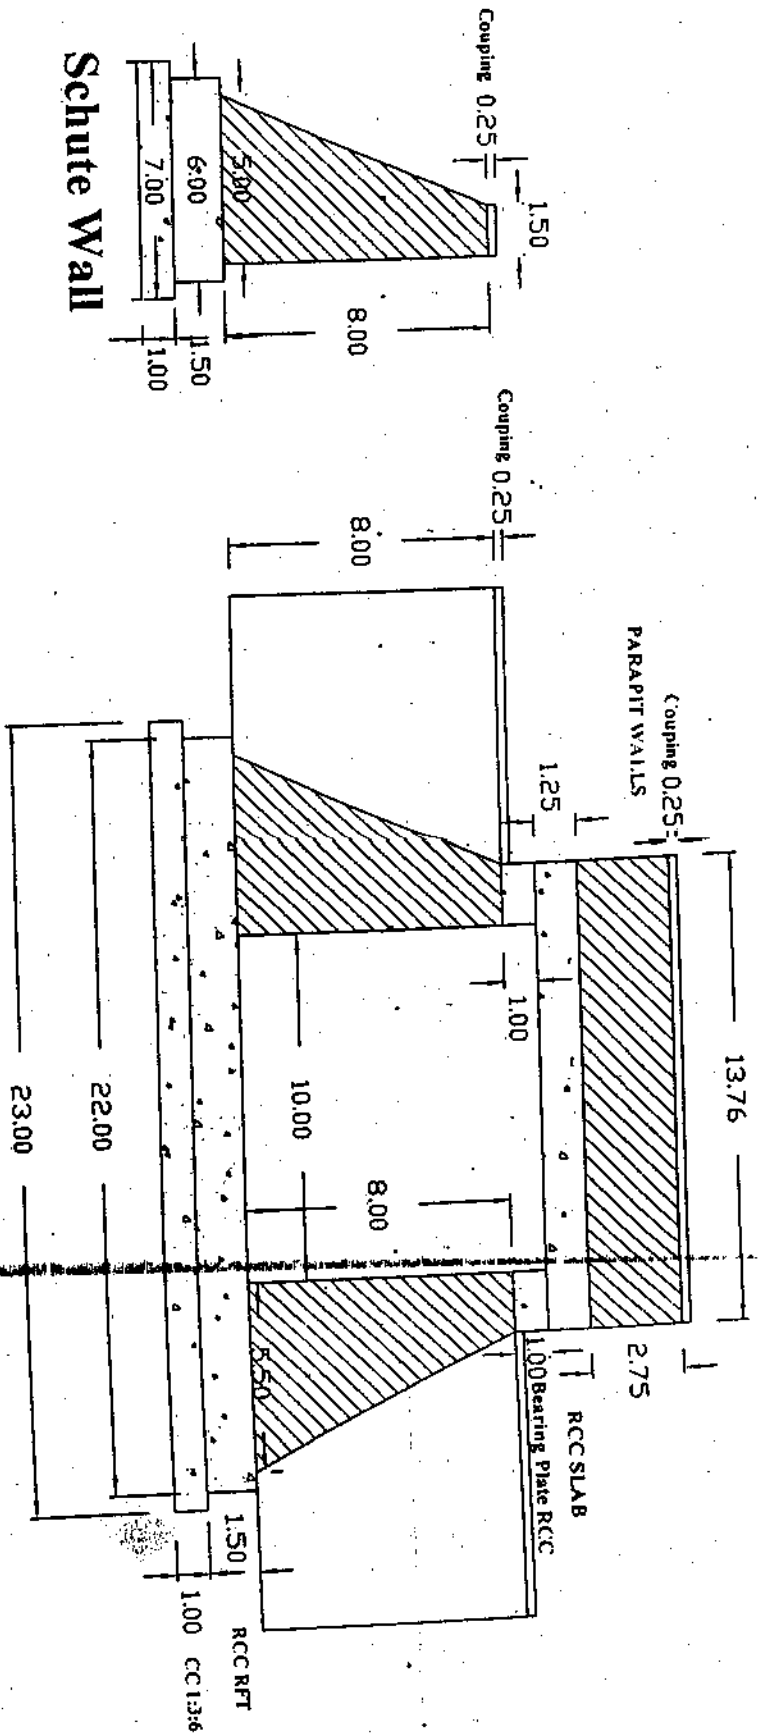 Couping 0.25
1.50
8.00
5.00
6.00
7.00
1.50
1.00
Schute Wall
Couping 0.25
8.00
PARAPIT WALLS
Couping 0.25
1.25
13.76
1.00
10.00
8.00
2.75
RCC SLAB
1.00 Bearing Plate RCC
5.50
22.00
23.00
1.50
RCC RFT
1.00 CC 1:3:6